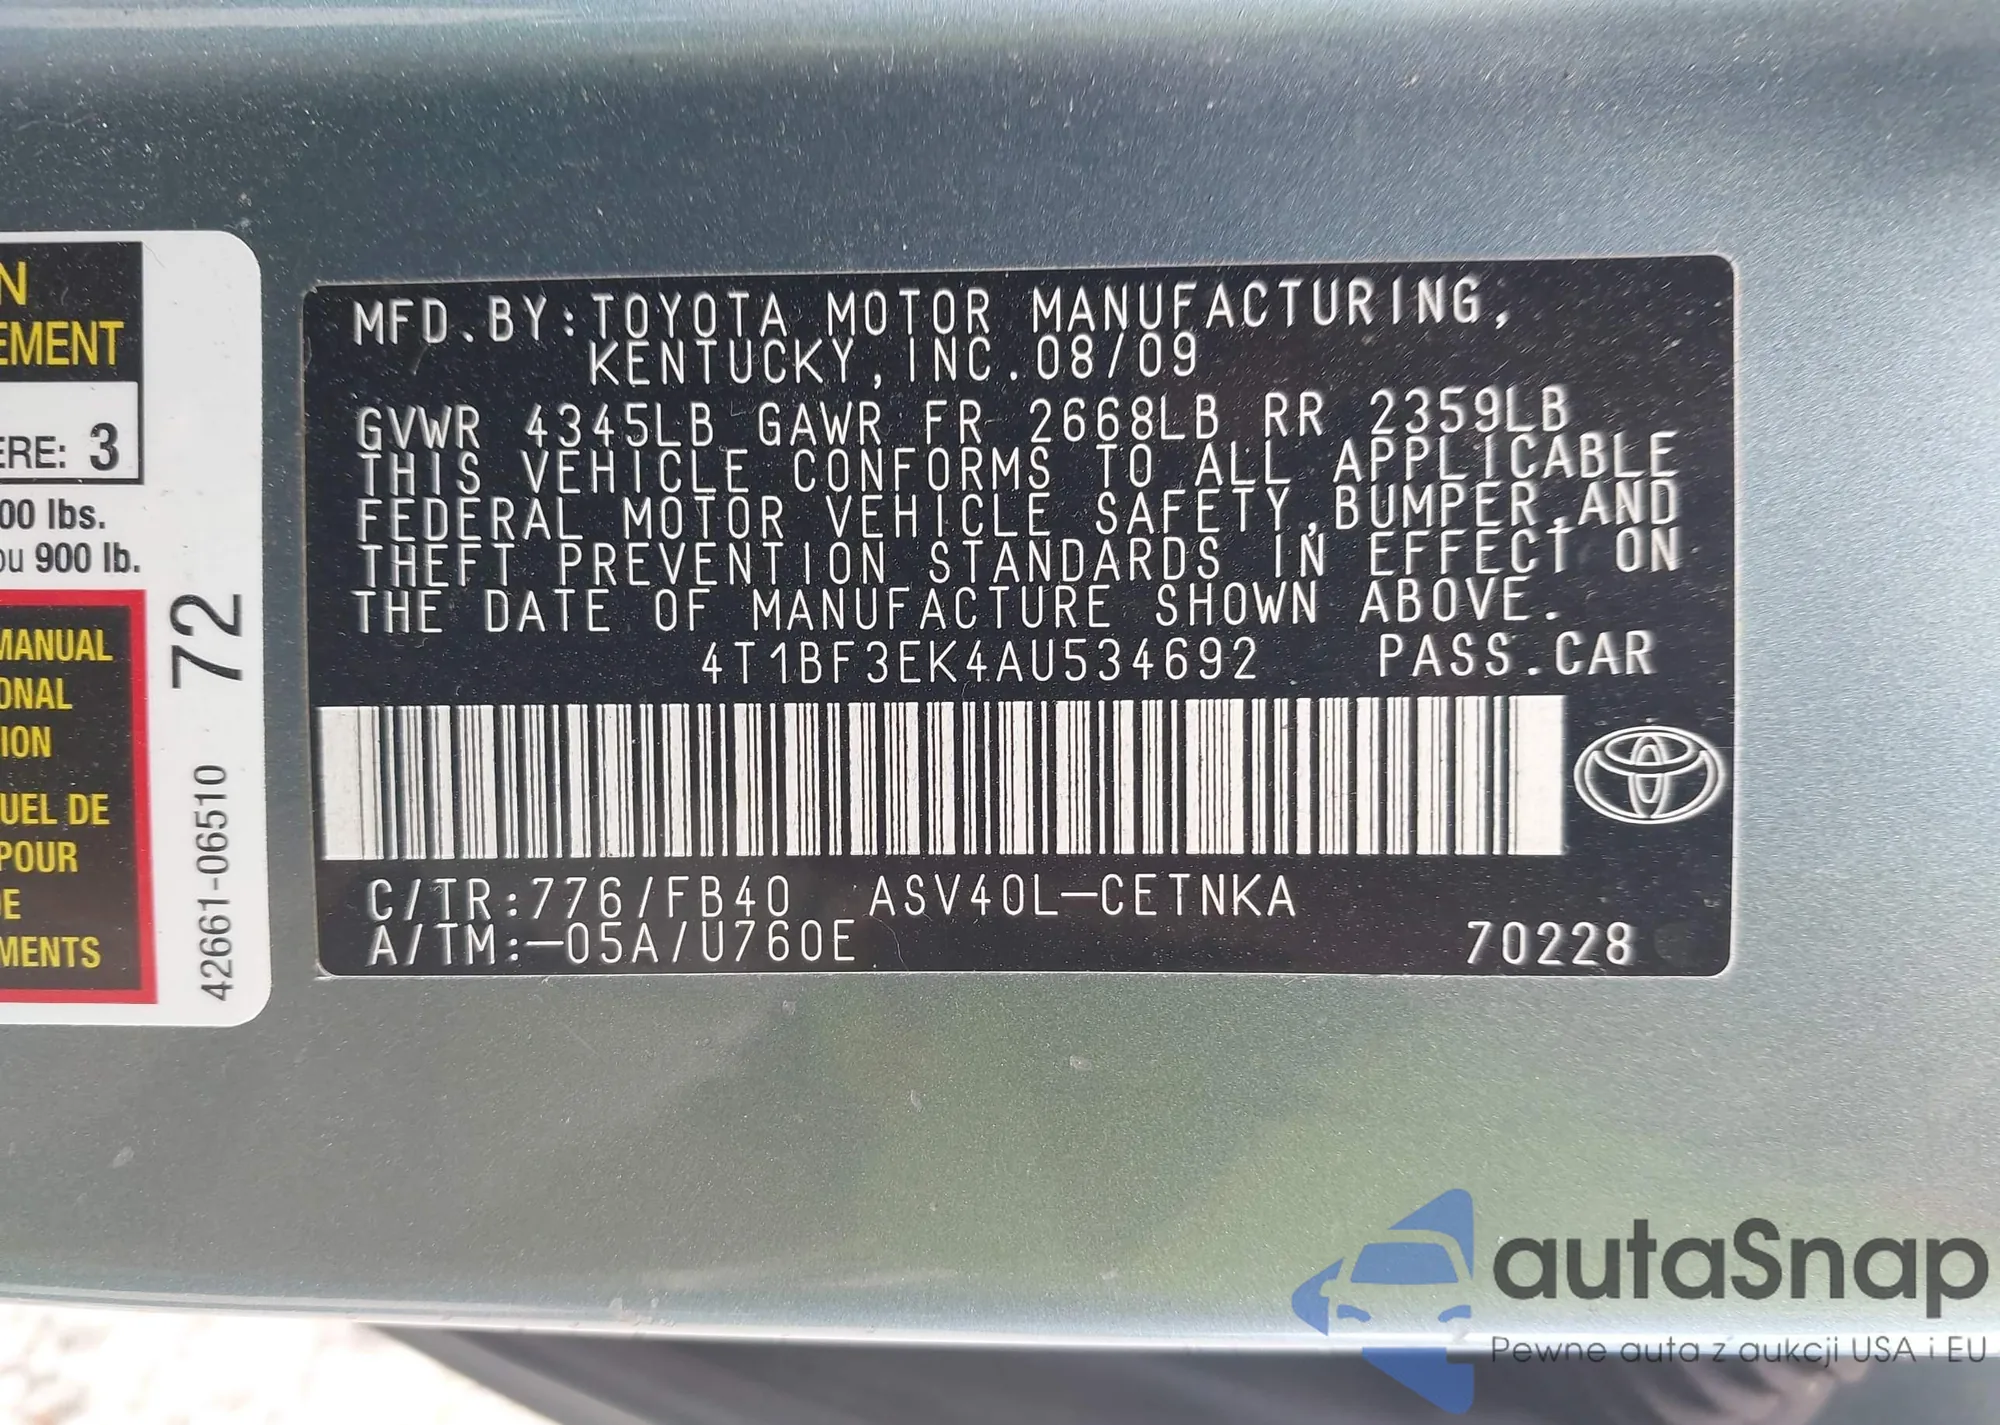 N
EMENT
ERE: 3
00 lbs.
ou 900 lb.
MANUAL
ONAL
ION
UEL DE
POUR
DE
MENTS
72
42661-06510
MFD.BY:TOYOTA MOTOR MANUFACTURING,
KENTUCKY,INC.08/09
GVWR 4345LB GAWR FR 2668LB RR 2359LB
THIS VEHICLE CONFORMS TO ALL APPLICABLE
FEDERAL MOTOR VEHICLE SAFETY,BUMPER,AND
THEFT PREVENTION STANDARDS IN EFFECT ON
THE DATE OF MANUFACTURE SHOWN ABOVE.
4T1BF3EK4AU534692 PASS.CAR
C/TR:776/FB40 ASV40L-CETNKA
A/TM:-05A/U760E 70228
autaSnap
Pewne auta z aukcji USA i EU